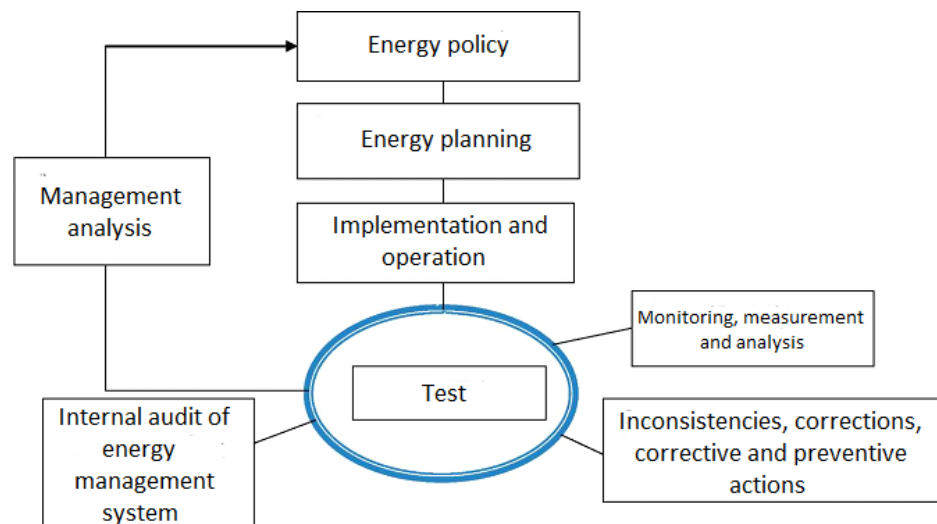 Energy policy
Energy planning
Management
analysis
Implementation and
operation
Monitoring, measurement
and analysis
Test
Internal audit of
energy
management
system
Inconsistencies, corrections,
corrective and preventive
actions